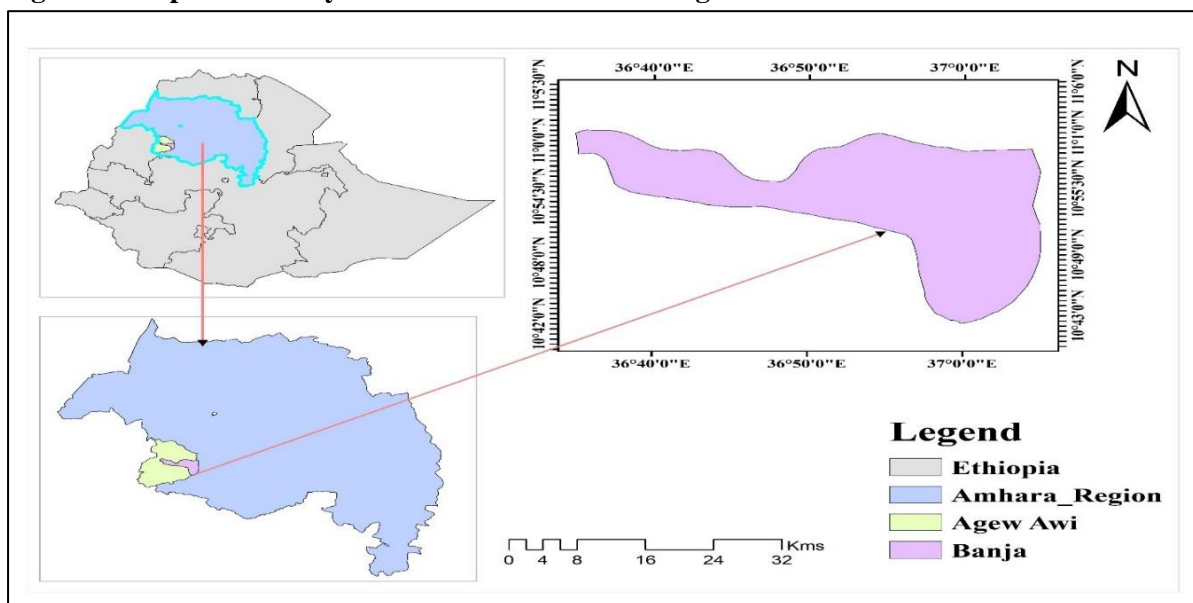 36°40'0"E 36°50'0"E 37°0'0"E
N
11°5'30"N
11°0'0"N
10°54'30"N
10°48'0"N
10°42'0"N
11°6'0"N
11°1'0"N
10°55'30"N
10°49'0"N
10°43'0"N
36°40'0"E 36°50'0"E 37°0'0"E
Legend
Ethiopia
Amhara_Region
Agew Awi
Banja
Kms
0 4 8 16 24 32